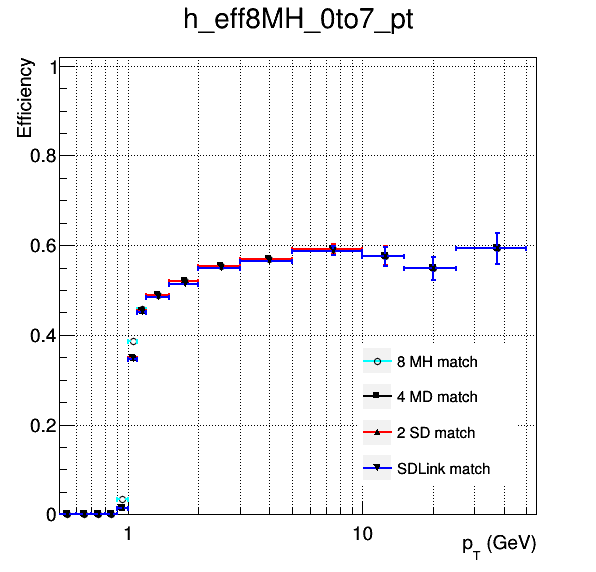 h_eff8MH_0to7_pt
Efficiency
1
0.8
0.6
0.4
0.2
0
8 MH match
4 MD match
2 SD match
SDLink match
1
10
p_T (GeV)